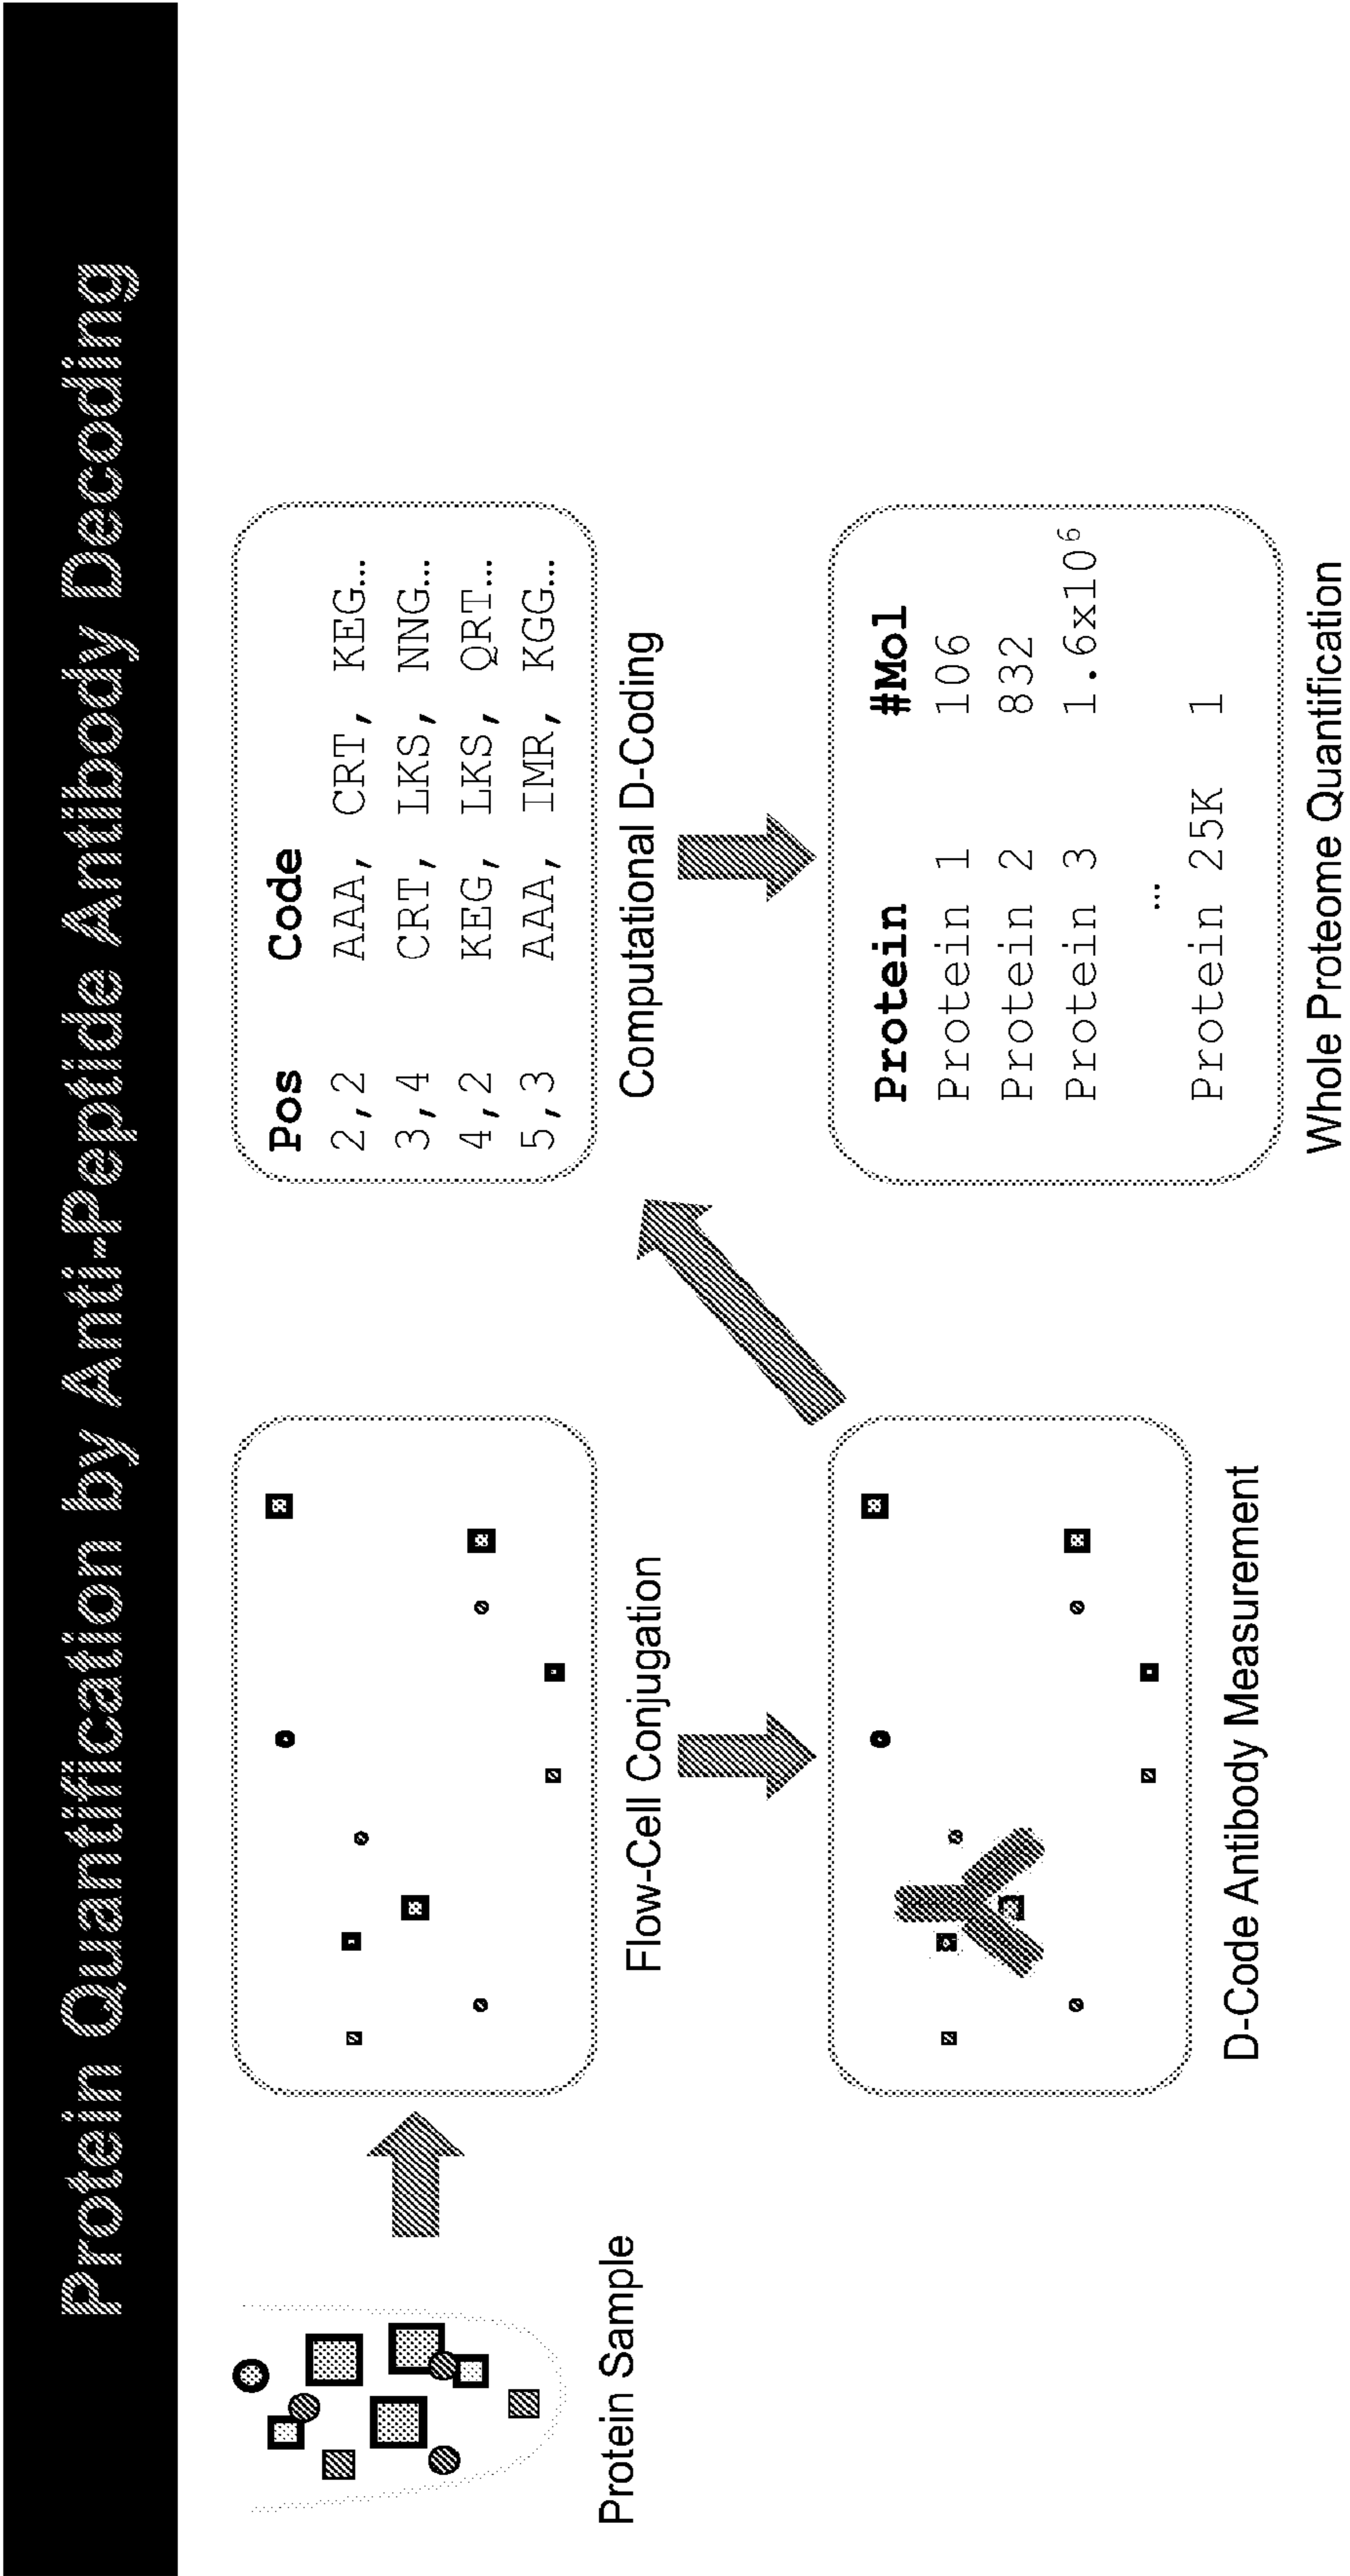 Protein Quantification by Anti-Peptide Antibody Decoding
Protein Sample
Flow-Cell Conjugation
D-Code Antibody Measurement
Pos Code
2,2 AAA, CRT, KEG...
3,4 CRT, LKS, NNG...
4,2 KEG, LKS, QRT...
5,3 AAA, IMR, KGG...
Computational D-Coding
Protein #Mol
Protein 1 106
Protein 2 832
Protein 3 1.6x10⁶
...
Protein 25K 1
Whole Proteome Quantification